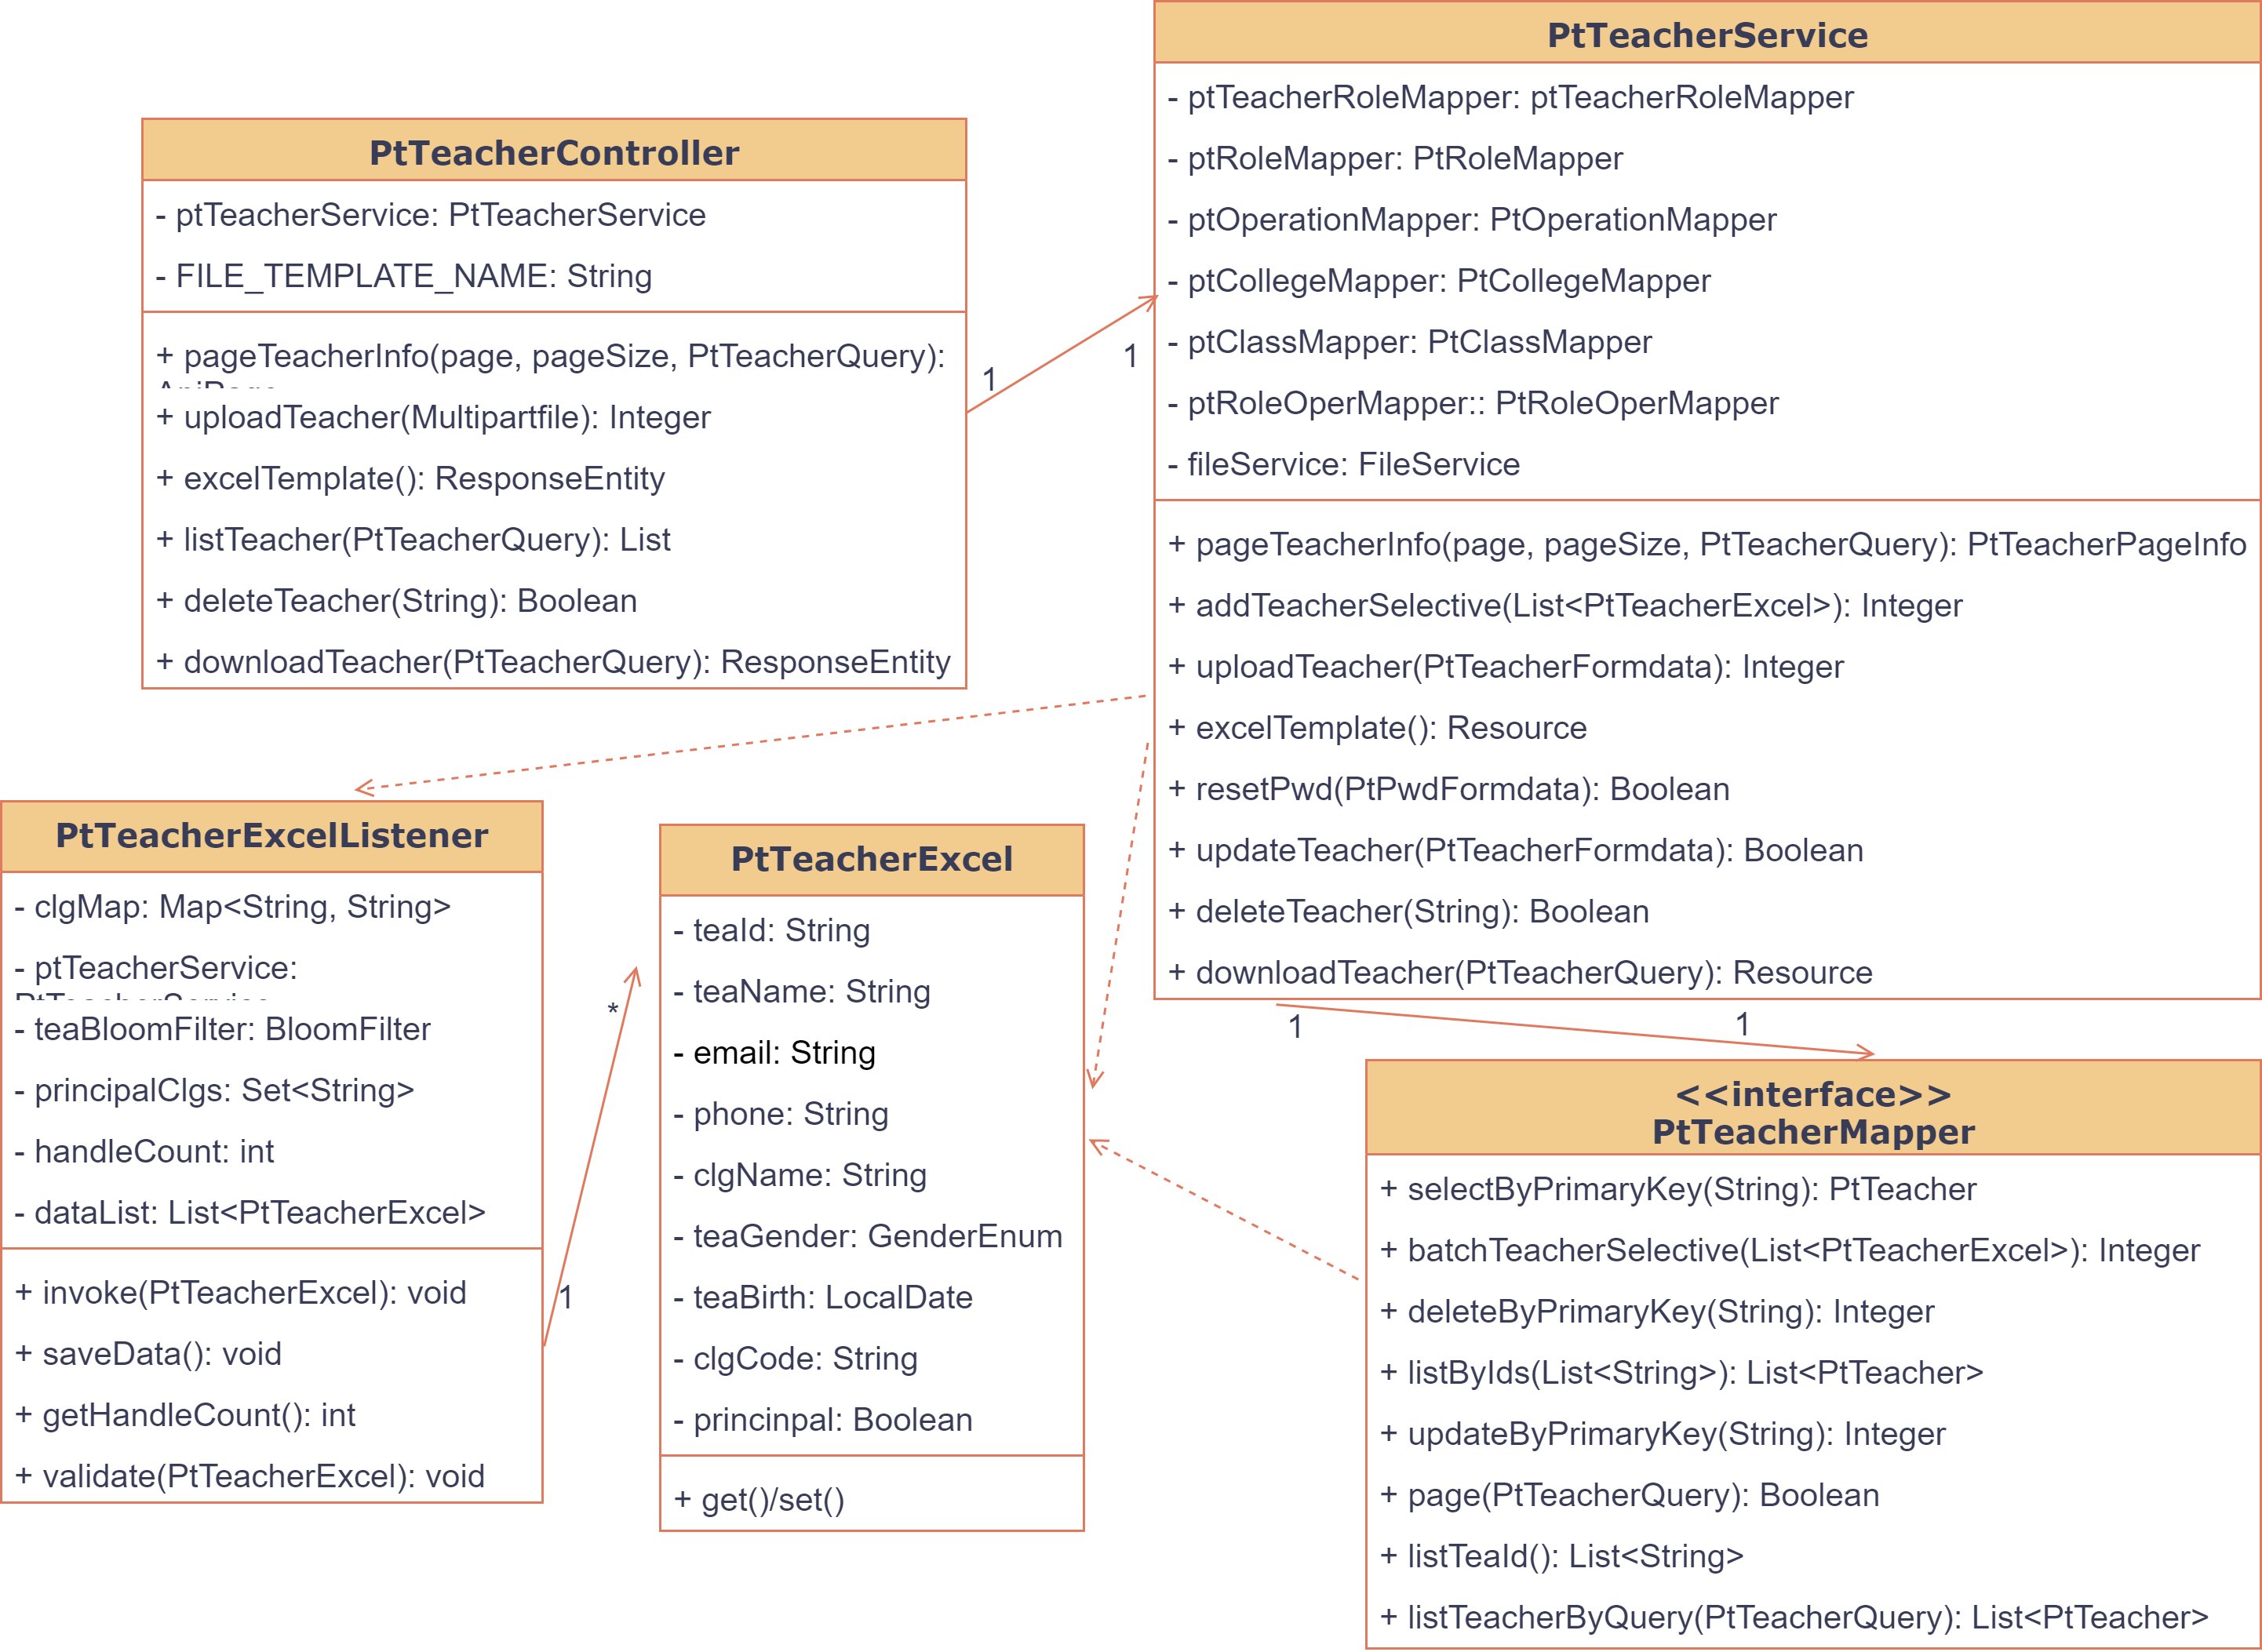 PtTeacherController
- ptTeacherService: PtTeacherService
- FILE_TEMPLATE_NAME: String
+ pageTeacherInfo(page, pageSize, PtTeacherQuery):
+ uploadTeacher(Multipartfile): Integer
+ excelTemplate(): ResponseEntity
+ listTeacher(PtTeacherQuery): List
+ deleteTeacher(String): Boolean
+ downloadTeacher(PtTeacherQuery): ResponseEntity
1
1
PtTeacherService
- ptTeacherRoleMapper: ptTeacherRoleMapper
- ptRoleMapper: PtRoleMapper
- ptOperationMapper: PtOperationMapper
- ptCollegeMapper: PtCollegeMapper
- ptClassMapper: PtClassMapper
- ptRoleOperMapper:: PtRoleOperMapper
- fileService: FileService
+ pageTeacherInfo(page, pageSize, PtTeacherQuery): PtTeacherPageInfo
+ addTeacherSelective(List<PtTeacherExcel>): Integer
+ uploadTeacher(PtTeacherFormdata): Integer
+ excelTemplate(): Resource
+ resetPwd(PtPwdFormdata): Boolean
+ updateTeacher(PtTeacherFormdata): Boolean
+ deleteTeacher(String): Boolean
+ downloadTeacher(PtTeacherQuery): Resource
1
1
PtTeacherExcelListener
- clgMap: Map<String, String>
- ptTeacherService:
- teaBloomFilter: BloomFilter
- principalClgs: Set<String>
- handleCount: int
- dataList: List<PtTeacherExcel>
+ invoke(PtTeacherExcel): void
+ saveData(): void
+ getHandleCount(): int
+ validate(PtTeacherExcel): void
*
1
PtTeacherExcel
- teaId: String
- teaName: String
- email: String
- phone: String
- clgName: String
- teaGender: GenderEnum
- teaBirth: LocalDate
- clgCode: String
- princinpal: Boolean
+ get()/set()
<<interface>>
PtTeacherMapper
+ selectByPrimaryKey(String): PtTeacher
+ batchTeacherSelective(List<PtTeacherExcel>): Integer
+ deleteByPrimaryKey(String): Integer
+ listByIds(List<String>): List<PtTeacher>
+ updateByPrimaryKey(String): Integer
+ page(PtTeacherQuery): Boolean
+ listTeaId(): List<String>
+ listTeacherByQuery(PtTeacherQuery): List<PtTeacher>